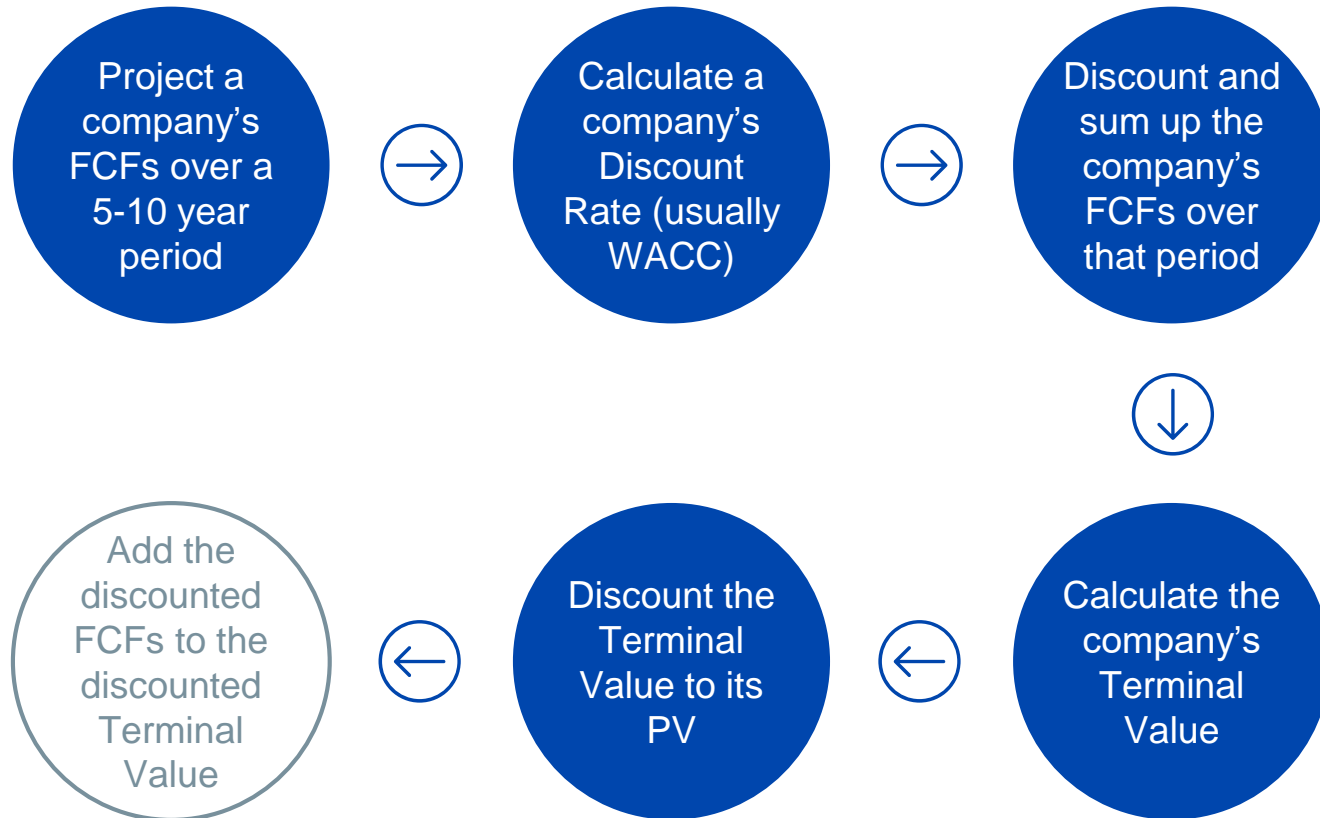 Project a
company’s
FCFs over a
5-10 year
period
Calculate a
company’s
Discount
Rate (usually
WACC)
Discount and
sum up the
company’s
FCFs over
that period
Calculate the
company’s
Terminal
Value
Discount the
Terminal
Value to its
PV
Add the
discounted
FCFs to the
discounted
Terminal
Value